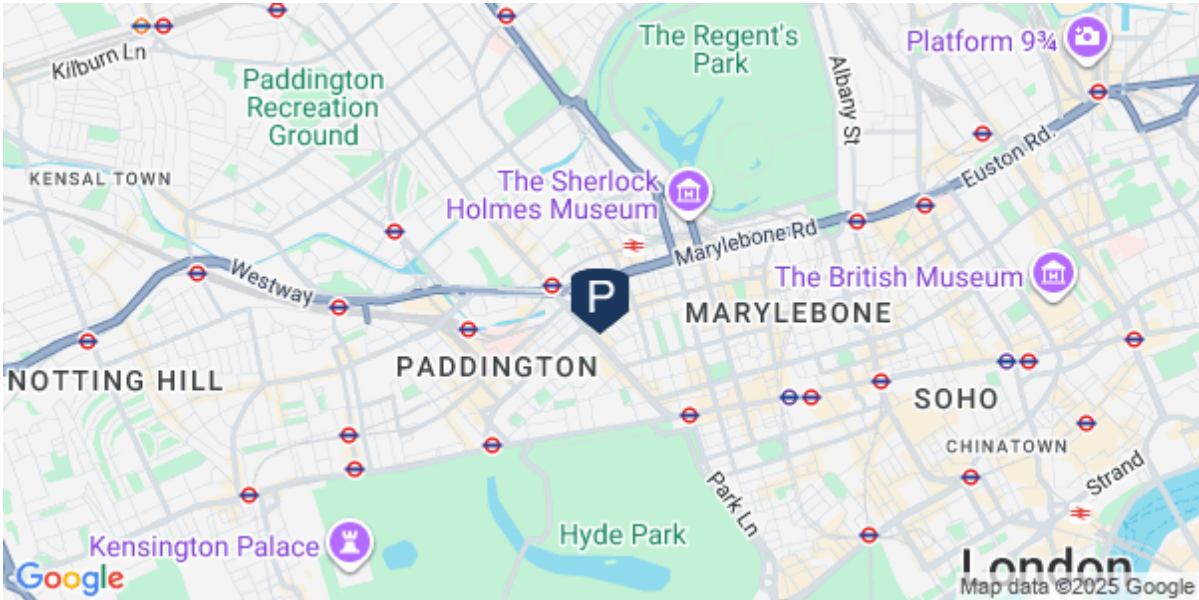 Kilburn Ln
Paddington
Recreation
Ground
The Regent's
Park
Albany St
Platform 9¾
Euston Rd.
KENSAL TOWN
The Sherlock
Holmes Museum
Marylebone Rd
The British Museum
Westway
P
MARYLEBONE
PADDINGTON
NOTTING HILL
SOHO
CHINATOWN
Strand
Park Ln
Hyde Park
Kensington Palace
London
Google
Map data ©2025 Google